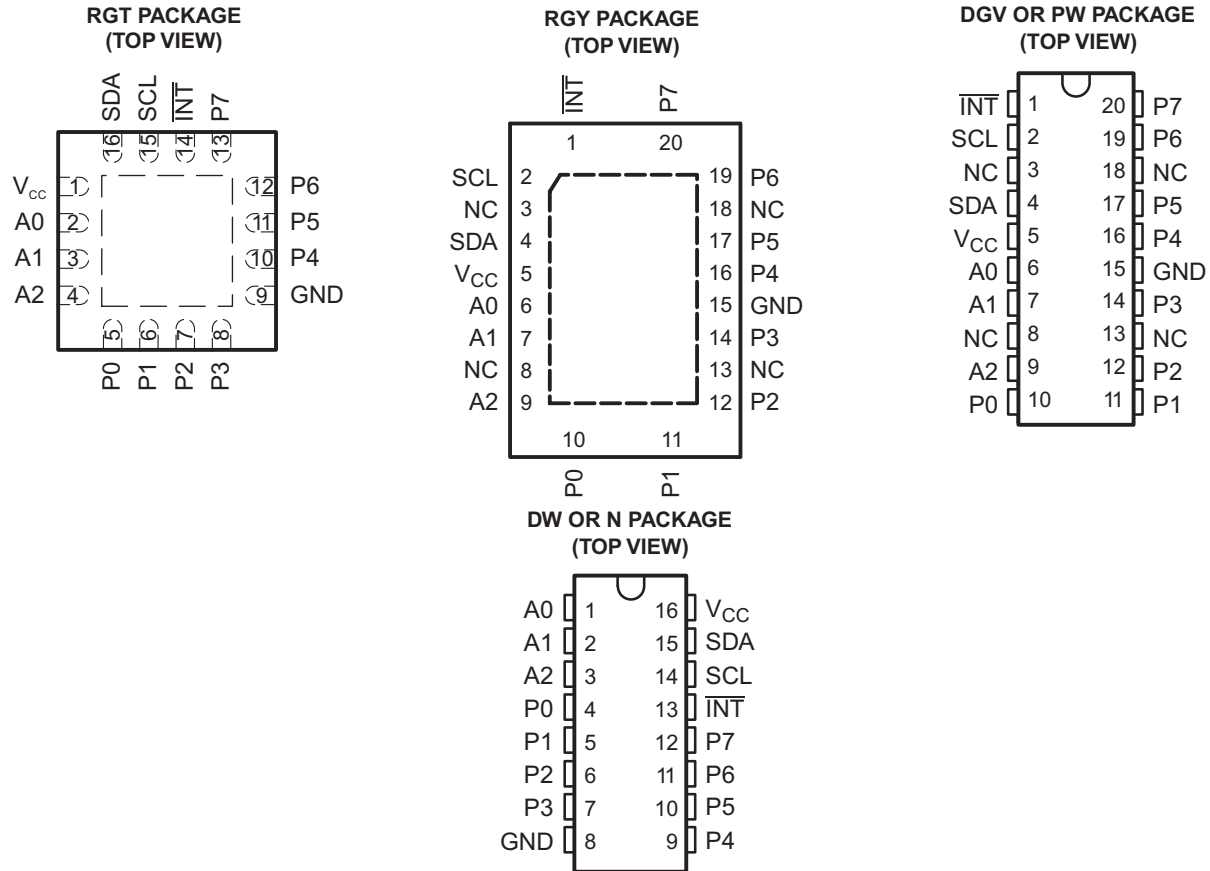 RGT PACKAGE
(TOP VIEW)
SDA
SCL
INT
P7
16
15
14
13
VCC 1
A0 2
A1 3
A2 4
12 P6
11 P5
10 P4
9 GND
5
6
7
8
P0
P1
P2
P3
RGY PACKAGE
(TOP VIEW)
INT
P7
1
20
SCL 2
NC 3
SDA 4
VCC 5
A0 6
A1 7
NC 8
A2 9
19 P6
18 NC
17 P5
16 P4
15 GND
14 P3
13 NC
12 P2
10
11
P0
P1
DGV OR PW PACKAGE
(TOP VIEW)
INT 1
SCL 2
NC 3
SDA 4
VCC 5
A0 6
A1 7
NC 8
A2 9
P0 10
20 P7
19 P6
18 NC
17 P5
16 P4
15 GND
14 P3
13 NC
12 P2
11 P1
DW OR N PACKAGE
(TOP VIEW)
A0 1
A1 2
A2 3
P0 4
P1 5
P2 6
P3 7
GND 8
16 VCC
15 SDA
14 SCL
13 INT
12 P7
11 P6
10 P5
9 P4